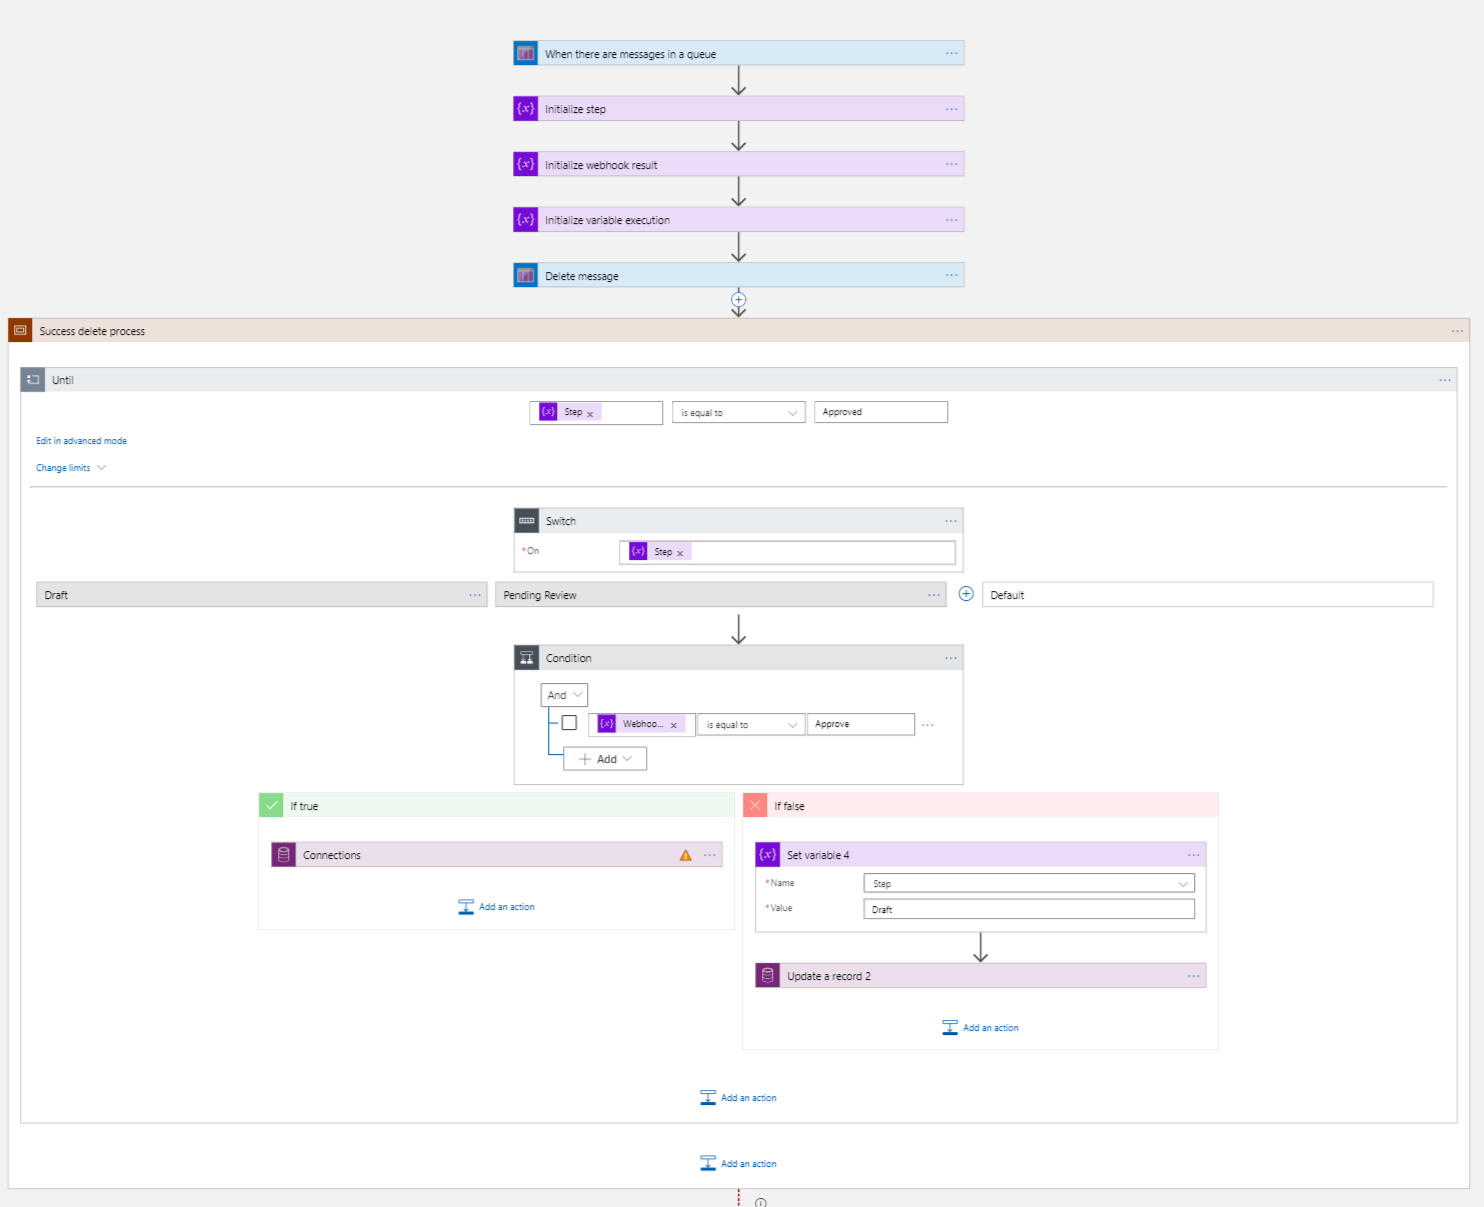 When there are messages in a queue
{x} Initialize step
{x} Initialize webhook result
{x} Initialize variable execution
Delete message
Success delete process
Until
{x} Step x is equal to Approved
Edit in advanced mode
Change limits
Switch
*On {x} Step x
Draft Pending Review Default
Condition
And
{x} Webhoo... x is equal to Approve
+ Add
If true If false
Connections {x} Set variable 4
*Name Step
*Value Draft
Add an action
Update a record 2
Add an action
Add an action
Add an action